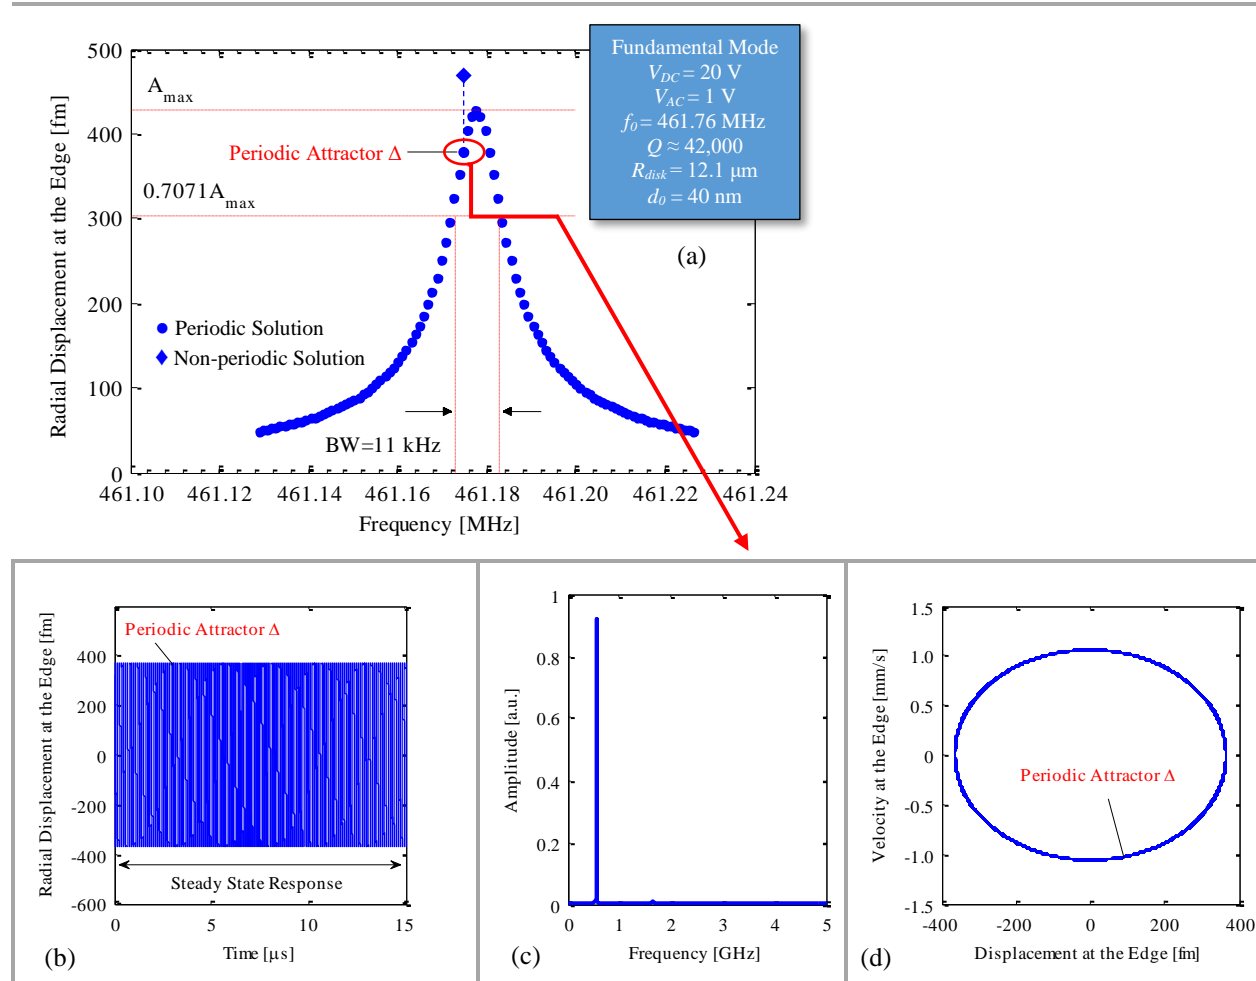 500
400
300
200
100
0
Radial Displacement at the Edge [fm]
A_max
Periodic Attractor Δ
0.7071A_max
● Periodic Solution
◆ Non-periodic Solution
BW=11 kHz
461.10 461.12 461.14 461.16 461.18 461.20 461.22 461.24
Frequency [MHz]
Fundamental Mode
V_DC = 20 V
V_AC = 1 V
f_0 = 461.76 MHz
Q ≈ 42,000
R_disk = 12.1 μm
d_0 = 40 nm
(a)
400
200
0
-200
-400
-600
Radial Displacement at the Edge [fm]
Periodic Attractor Δ
Steady State Response
0 5 10 15
Time [μs]
(b)
1
0.8
0.6
0.4
0.2
0
Amplitude [a.u.]
0 1 2 3 4 5
Frequency [GHz]
(c)
1.5
1.0
0.5
0
-0.5
-1.0
-1.5
Velocity at the Edge [mm/s]
Periodic Attractor Δ
-400 -200 0 200 400
Displacement at the Edge [fm]
(d)